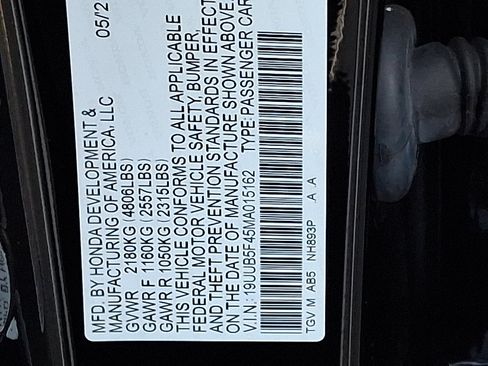 MFD. BY HONDA DEVELOPMENT &
MANUFACTURING OF AMERICA, LLC 05/2
GVWR 2180KG (4806LBS)
GAWR F 1160KG (2557LBS)
GAWR R 1050KG (2315LBS)
THIS VEHICLE CONFORMS TO ALL APPLICABLE
FEDERAL MOTOR VEHICLE SAFETY, BUMPER,
AND THEFT PREVENTION STANDARDS IN EFFECT
ON THE DATE OF MANUFACTURE SHOWN ABOVE.
V.I.N.: 19UUB5F45MA015162 TYPE: PASSENGER CAR
TGV M AB5 NH893P A A